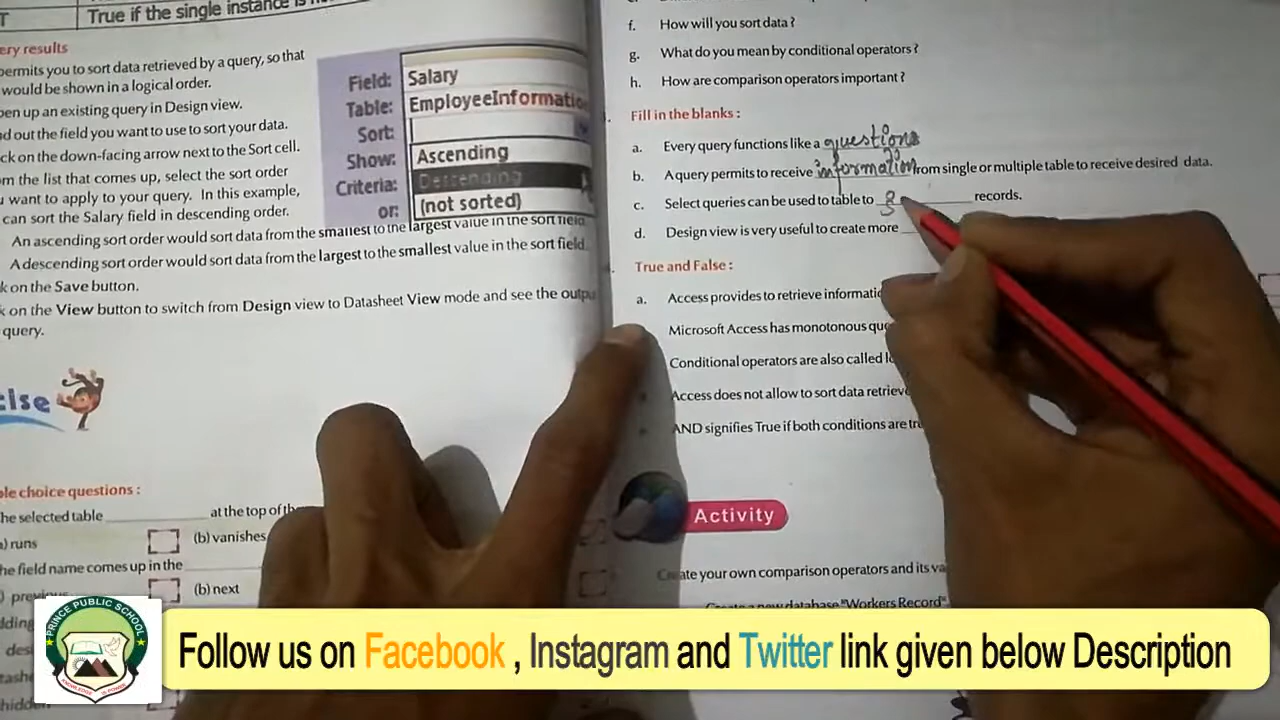 T
True if the single instance is
ery results
permits you to sort data retrieved by a query, so that
would be shown in a logical order.
pen up an existing query in Design view.
nd out the field you want to use to sort your data.
ck on the down-facing arrow next to the Sort cell.
om the list that comes up, select the sort order
u want to apply to your query. In this example,
can sort the Salary field in descending order.
Field: Salary
Table: EmployeeInformatio
Sort:
Show: Ascending
Criteria: Descending
or: (not sorted)
An ascending sort order would sort data from the smallest to the largest value in the sort field.
A descending sort order would sort data from the largest to the smallest value in the sort field.
k on the Save button.
k on the View button to switch from Design view to Datasheet View mode and see the outpu
query.
cise
ple choice questions :
he selected table at the top of the
) runs (b) vanishes
he field name comes up in the
) previous (b) next
dding
des
tashe
hidde
f. How will you sort data ?
g. What do you mean by conditional operators ?
h. How are comparison operators important ?
Fill in the blanks :
a. Every query functions like a questions
b. A query permits to receive information from single or multiple table to receive desired data.
c. Select queries can be used to table to records.
d. Design view is very useful to create more
True and False :
a. Access provides to retrieve informatio
Microsoft Access has monotonous que
Conditional operators are also called lo
Access does not allow to sort data retrieve
AND signifies True if both conditions are tr
Activity
Create your own comparison operators and its va
Create a new database "Workers Record"
PRINCE PUBLIC SCHOOL
KNOWLEDGE IS POWER
Follow us on Facebook , Instagram and Twitter link given below Description